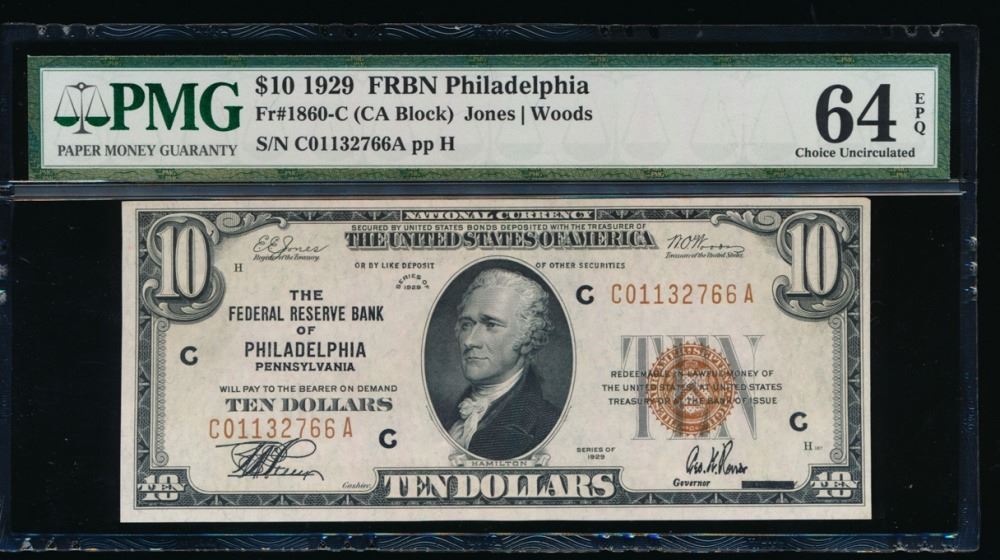 PMG
PAPER MONEY GUARANTY
$10 1929 FRBN Philadelphia
Fr#1860-C (CA Block) Jones | Woods
S/N C01132766A pp H
64 EPQ
Choice Uncirculated
NATIONAL CURRENCY
SECURED BY UNITED STATES BONDS DEPOSITED WITH THE TREASURER OF
THE UNITED STATES OF AMERICA
OR BY LIKE DEPOSIT OF OTHER SECURITIES
10
10
E E Jones
Register of the Treasury.
W O Woods
Treasurer of the United States.
H
SERIES OF
1929
C C01132766 A
THE
FEDERAL RESERVE BANK
OF
PHILADELPHIA
PENNSYLVANIA
C
WILL PAY TO THE BEARER ON DEMAND
TEN DOLLARS
C01132766 A
C
TEN
REDEEMABLE IN LAWFUL MONEY OF
THE UNITED STATES AT UNITED STATES
TREASURY OR AT THE BANK OF ISSUE
C
H
SERIES OF
1929
Cashier
HAMILTON
Governor
10
TEN DOLLARS
10